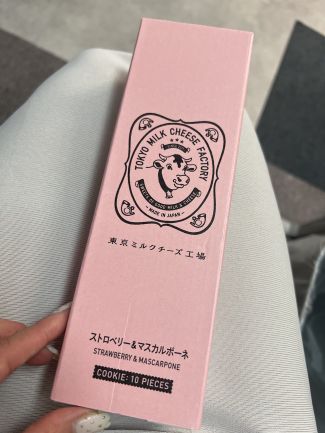 TOKYO MILK CHEESE FACTORY
MADE IN JAPAN
東京ミルクチーズ工場
ストロベリー&マスカルポーネ
STRAWBERRY & MASCARPONE
COOKIE: 10 PIECES